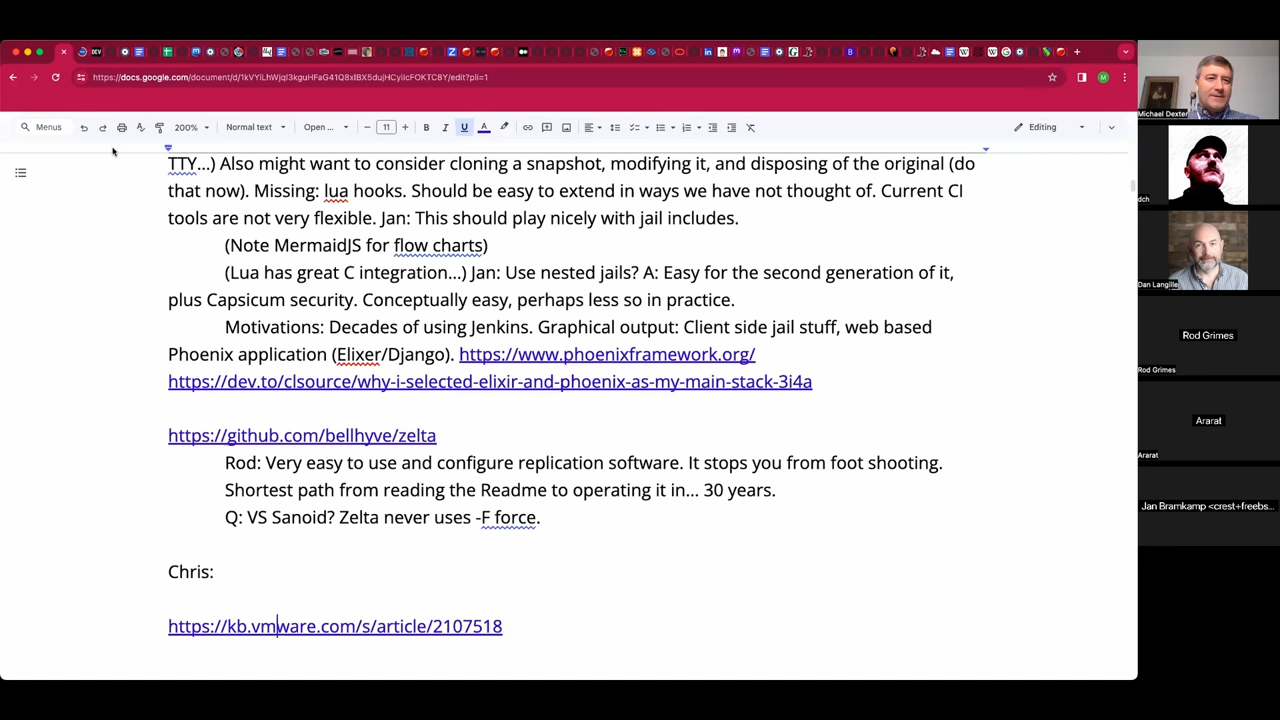 DEV
https://docs.google.com/document/d/1kVYiLhWjql3kguHFaG41Q8xlBX5dujHCyiIcFOKTC8Y/edit?pli=1
M
Menus
200%
Normal text
Open ...
11
B
I
U
Editing
TTY...) Also might want to consider cloning a snapshot, modifying it, and disposing of the original (do
that now). Missing: lua hooks. Should be easy to extend in ways we have not thought of. Current CI
tools are not very flexible. Jan: This should play nicely with jail includes.
(Note MermaidJS for flow charts)
(Lua has great C integration...) Jan: Use nested jails? A: Easy for the second generation of it,
plus Capsicum security. Conceptually easy, perhaps less so in practice.
Motivations: Decades of using Jenkins. Graphical output: Client side jail stuff, web based
Phoenix application (Elixer/Django). https://www.phoenixframework.org/
https://dev.to/clsource/why-i-selected-elixir-and-phoenix-as-my-main-stack-3i4a
https://github.com/bellhyve/zelta
Rod: Very easy to use and configure replication software. It stops you from foot shooting.
Shortest path from reading the Readme to operating it in... 30 years.
Q: VS Sanoid? Zelta never uses -F force.
Chris:
https://kb.vmware.com/s/article/2107518
Michael Dexter
dch
Dan Langille
Rod Grimes
Rod Grimes
Ararat
Ararat
Jan Bramkamp <crest+freebs...